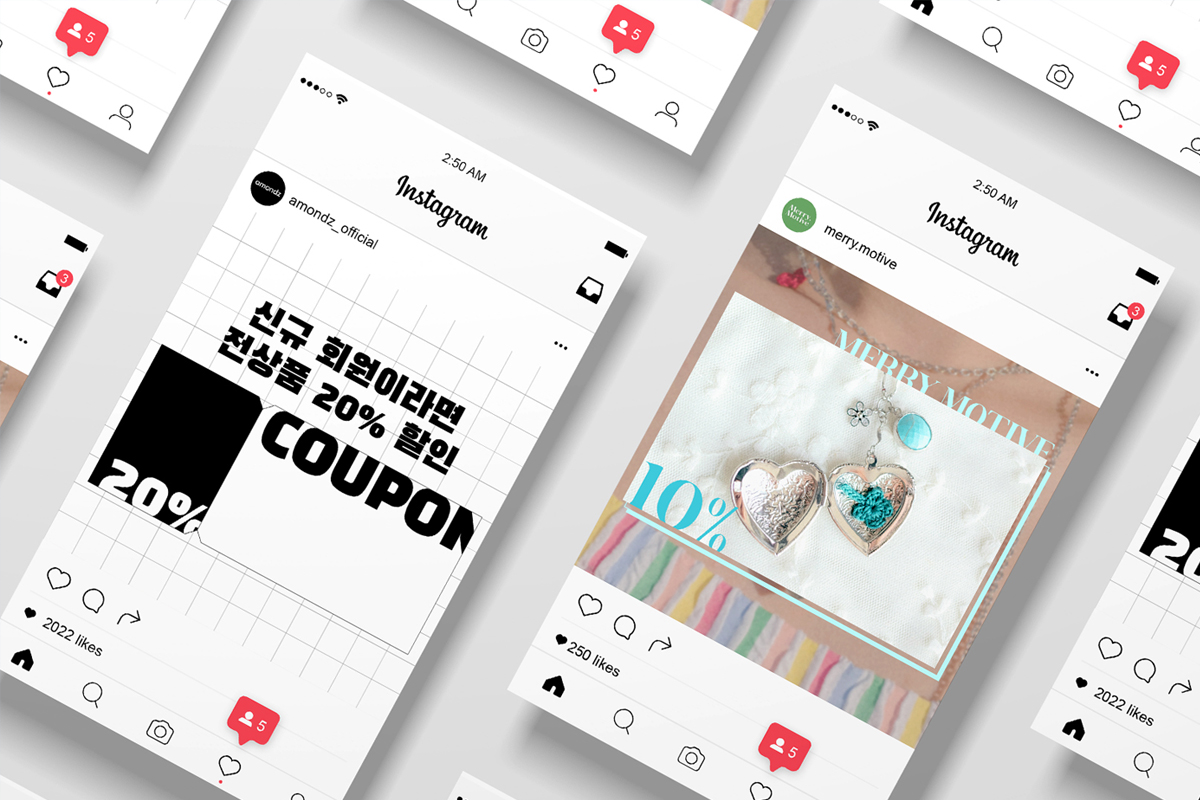 5
5
5
2:50 AM
Instagram
amondz
amondz_official
신규 회원이라면
전상품 20% 할인
COUPON
20%
2022 likes
5
2:50 AM
Instagram
3
Merry
Motive
merry.motive
MERRY MOTIVE
10%
250 likes
5
3
20
2022 likes